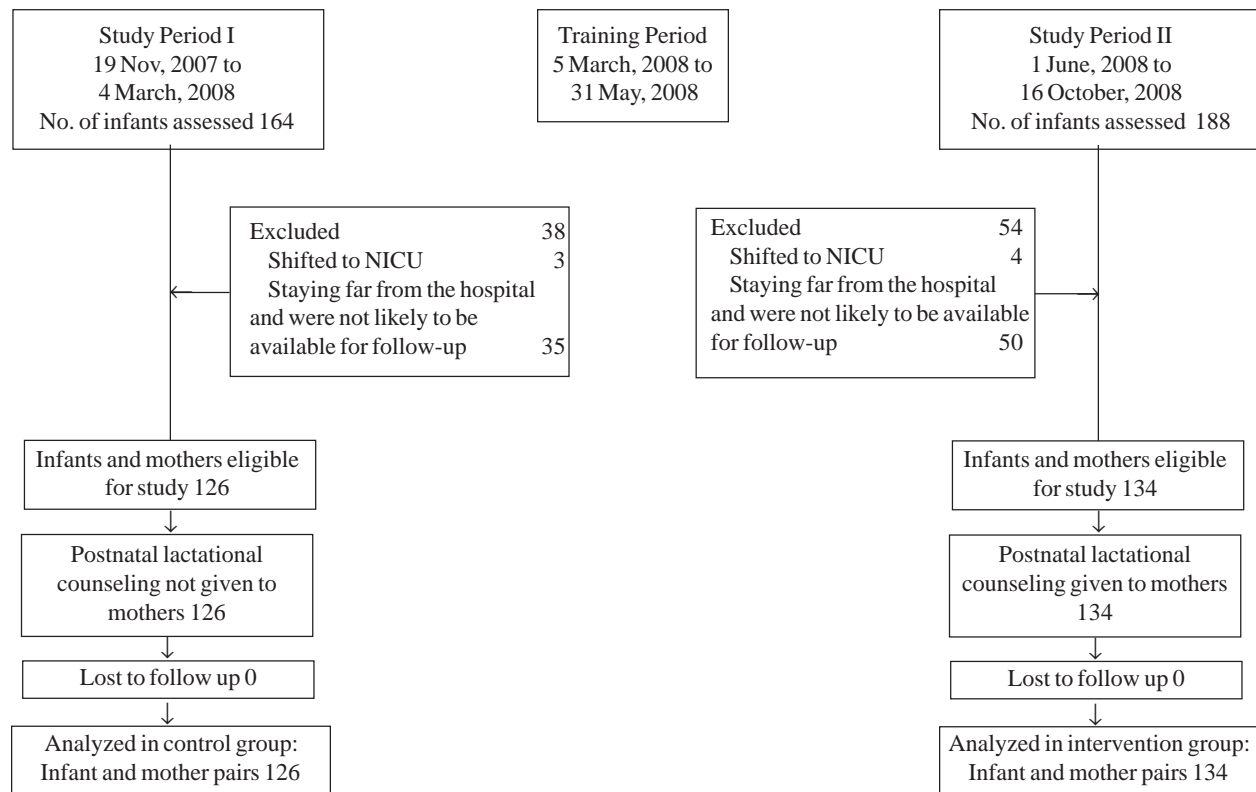 Study Period I
19 Nov, 2007 to
4 March, 2008
No. of infants assessed 164
Training Period
5 March, 2008 to
31 May, 2008
Study Period II
1 June, 2008 to
16 October, 2008
No. of infants assessed 188
Excluded 38
Shifted to NICU 3
Staying far from the hospital
and were not likely to be
available for follow-up 35
Excluded 54
Shifted to NICU 4
Staying far from the hospital
and were not likely to be available
for follow-up 50
Infants and mothers eligible
for study 126
Infants and mothers eligible
for study 134
Postnatal lactational
counseling not given to
mothers 126
Postnatal lactational
counseling given to mothers
134
Lost to follow up 0
Lost to follow up 0
Analyzed in control group:
Infant and mother pairs 126
Analyzed in intervention group:
Infant and mother pairs 134